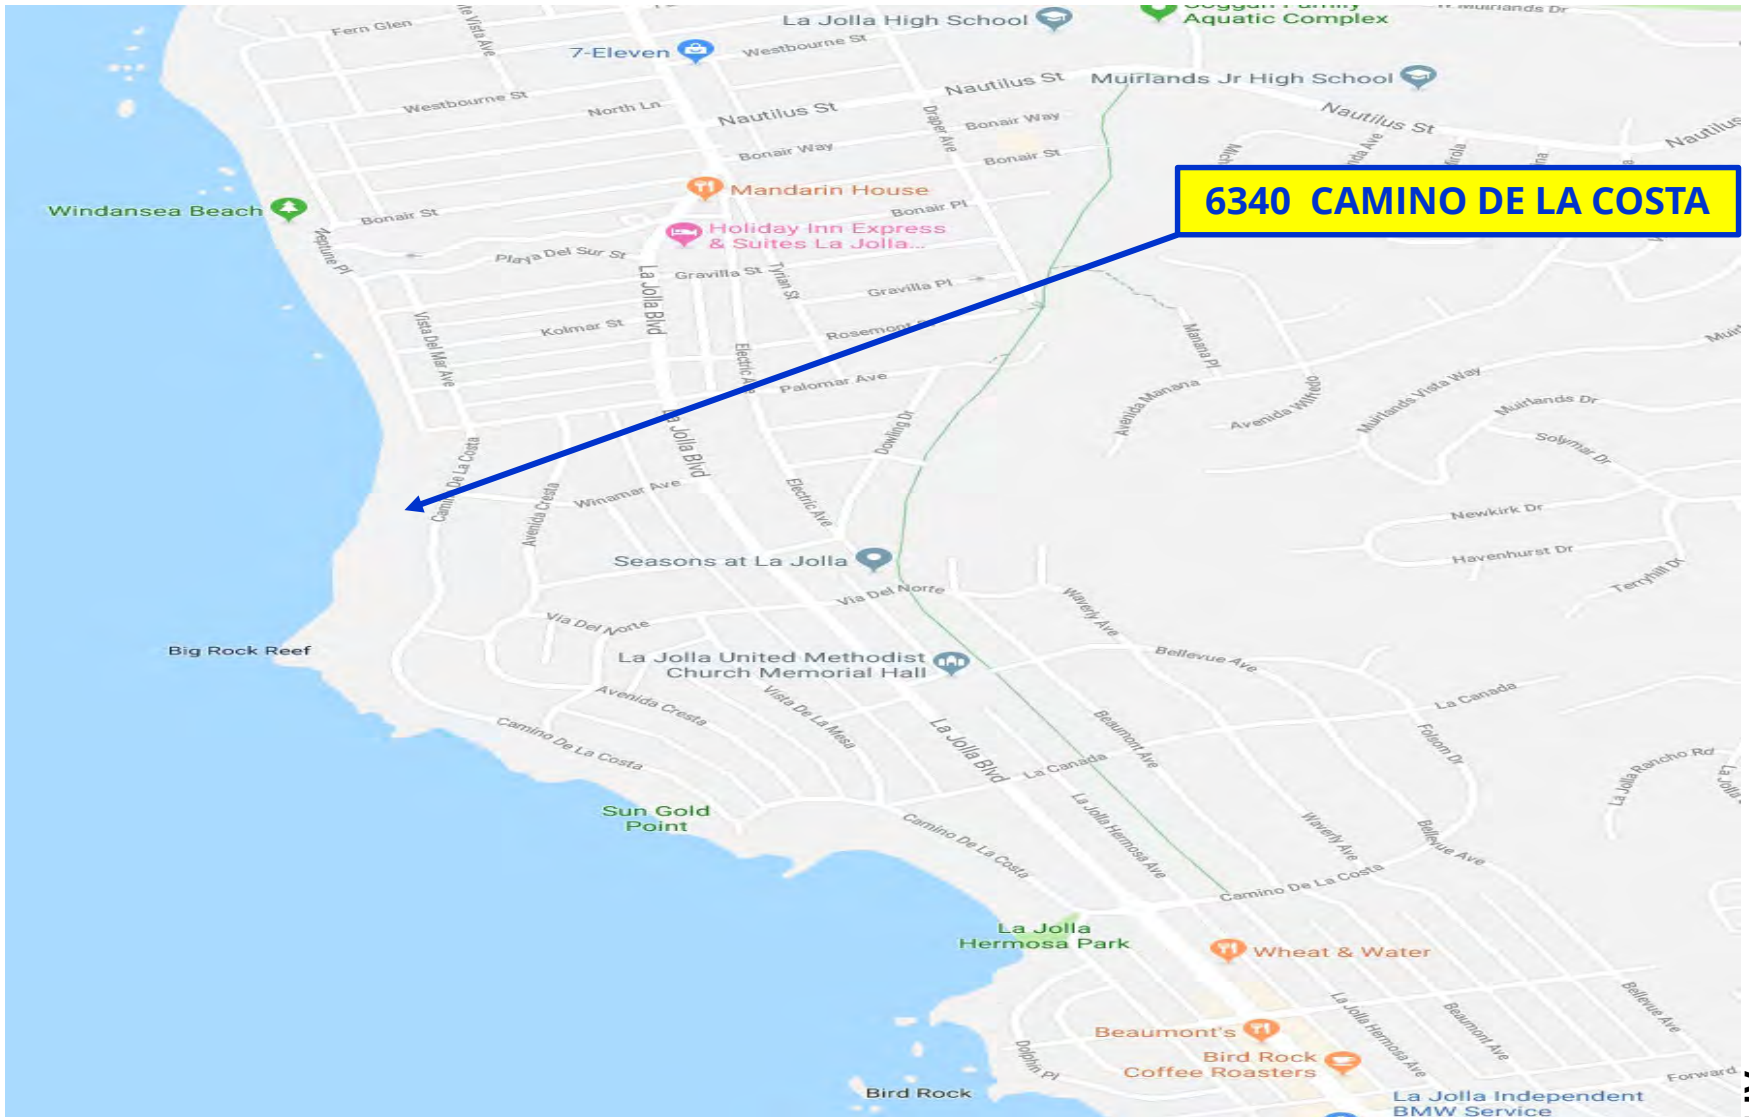 La Jolla High School
Aquatic Complex
W Muirlands Dr
Fern Glen
7-Eleven
Westbourne St
Nautilus St
Muirlands Jr High School
Westbourne St
North Ln
Nautilus St
Draper Ave
Bonair Way
Nautilus St
Nautilus
Bonair Way
Bonair St
6340 CAMINO DE LA COSTA
Mandarin House
Windansea Beach
Bonair St
Bonair Pl
Holiday Inn Express
& Suites La Jolla...
Neptune Pl
Playa Del Sur St
La Jolla Blvd
Gravilla St
Tyrian St
Gravilla Pl
Vista Del Mar Ave
Kolmar St
Rosemont
Electric Ave
Manana Pl
Palomar Ave
Avenida Manana
Avenida Wilfredo
Muirlands Vista Way
Muirlands Dr
Solymar Dr
La Jolla Blvd
Dowling Dr
Camino De La Costa
Avenida Cresta
Winamar Ave
Electric Ave
Newkirk Dr
Havenhurst Dr
Terryhill Dr
Seasons at La Jolla
Via Del Norte
Waverly Ave
Via Del Norte
Big Rock Reef
La Jolla United Methodist
Church Memorial Hall
Bellevue Ave
Avenida Cresta
Vista De La Mesa
La Canada
Camino De La Costa
La Jolla Blvd
Beaumont Ave
Folsom Dr
La Canada
La Jolla Rancho Rd
La Jolla
Sun Gold
Point
Camino De La Costa
La Jolla Hermosa Ave
Waverly Ave
Bellevue Ave
Camino De La Costa
La Jolla
Hermosa Park
Wheat & Water
La Jolla Hermosa Ave
Beaumont Ave
Bellevue Ave
Beaumont's
Dolphin Pl
Bird Rock
Coffee Roasters
Forward
Bird Rock
La Jolla Independent
BMW Service